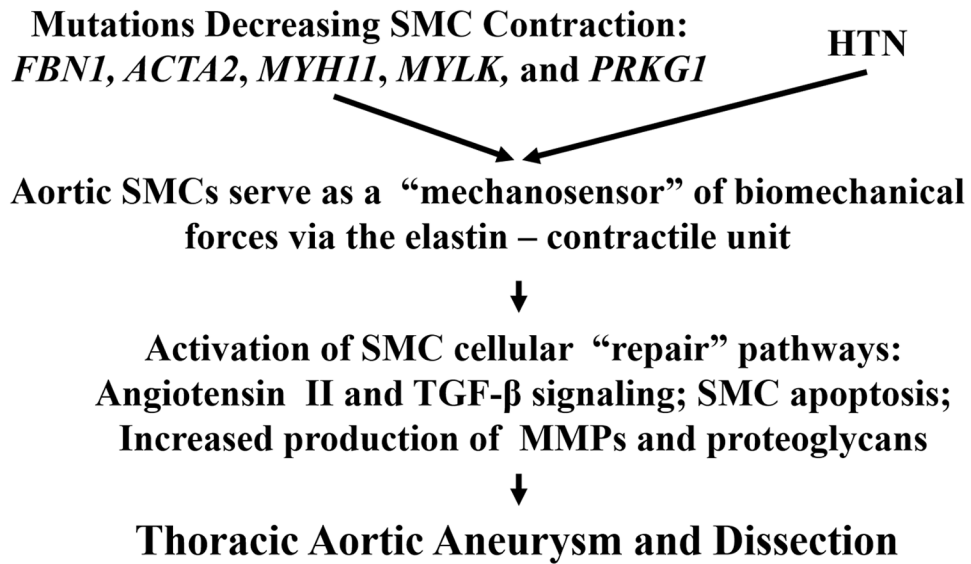 Mutations Decreasing SMC Contraction:
FBN1, ACTA2, MYH11, MYLK, and PRKG1
HTN
Aortic SMCs serve as a “mechanosensor” of biomechanical
forces via the elastin – contractile unit
Activation of SMC cellular “repair” pathways:
Angiotensin II and TGF-β signaling; SMC apoptosis;
Increased production of MMPs and proteoglycans
Thoracic Aortic Aneurysm and Dissection